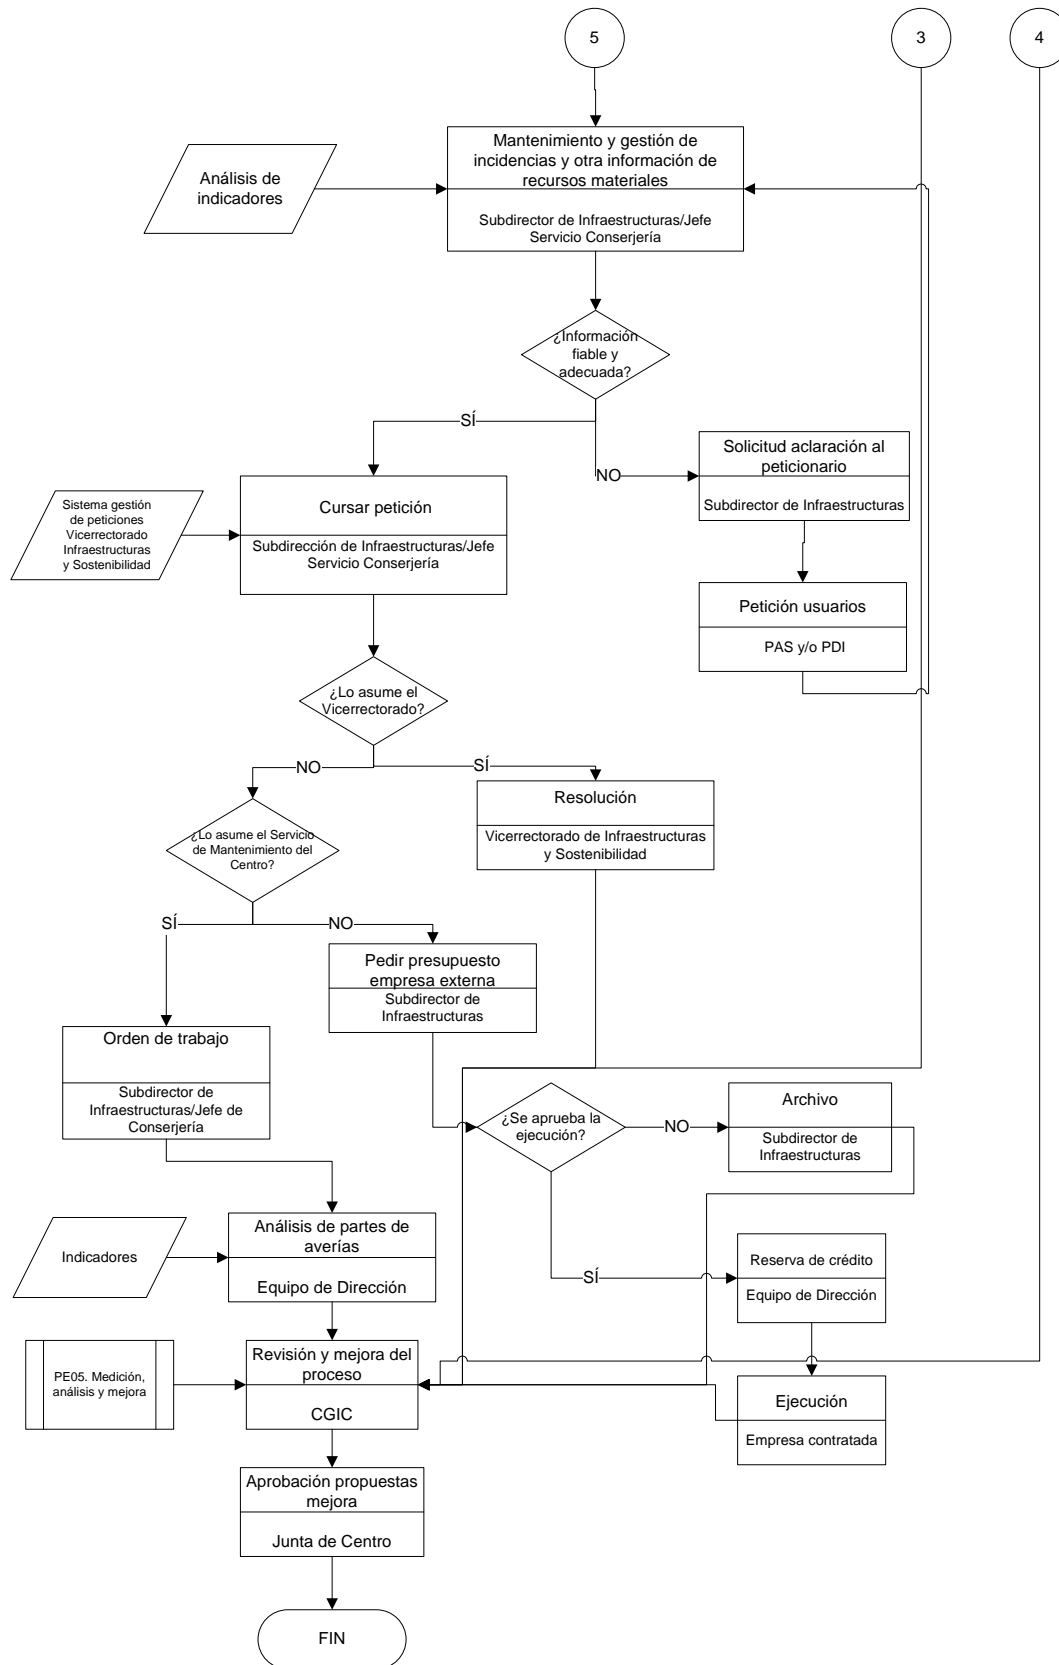 5
3
4
Mantenimiento y gestión de
incidencias y otra información de
recursos materiales
Subdirector de Infraestructuras/Jefe
Servicio Conserjería
Análisis de
indicadores
¿Información
fiable y
adecuada?
SÍ
NO
Solicitud aclaración al
peticionario
Subdirector de Infraestructuras
Sistema gestión
de peticiones
Vicerrectorado
Infraestructuras
y Sostenibilidad
Cursar petición
Subdirección de Infraestructuras/Jefe
Servicio Conserjería
Petición usuarios
PAS y/o PDI
¿Lo asume el
Vicerrectorado?
NO
SÍ
Resolución
Vicerrectorado de Infraestructuras
y Sostenibilidad
¿Lo asume el Servicio
de Mantenimiento del
Centro?
SÍ
NO
Pedir presupuesto
empresa externa
Subdirector de
Infraestructuras
Orden de trabajo
Subdirector de
Infraestructuras/Jefe de
Conserjería
¿Se aprueba la
ejecución?
NO
Archivo
Subdirector de
Infraestructuras
Indicadores
Análisis de partes de
averías
Equipo de Dirección
SÍ
Reserva de crédito
Equipo de Dirección
PE05. Medición,
análisis y mejora
Revisión y mejora del
proceso
CGIC
Ejecución
Empresa contratada
Aprobación propuestas
mejora
Junta de Centro
FIN